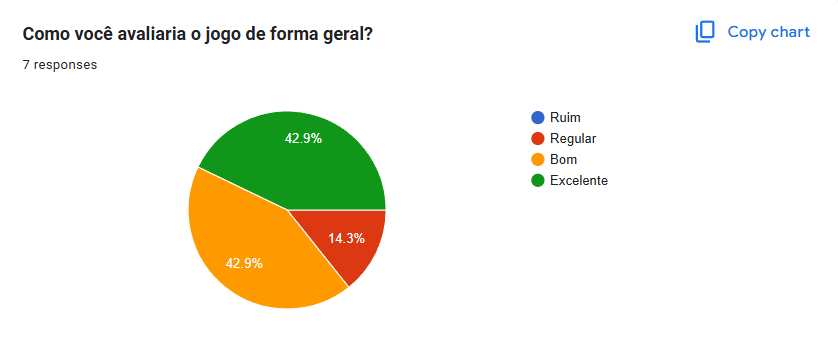 Como você avaliaria o jogo de forma geral?
Copy chart
7 responses
42.9%
14.3%
42.9%
Ruim
Regular
Bom
Excelente